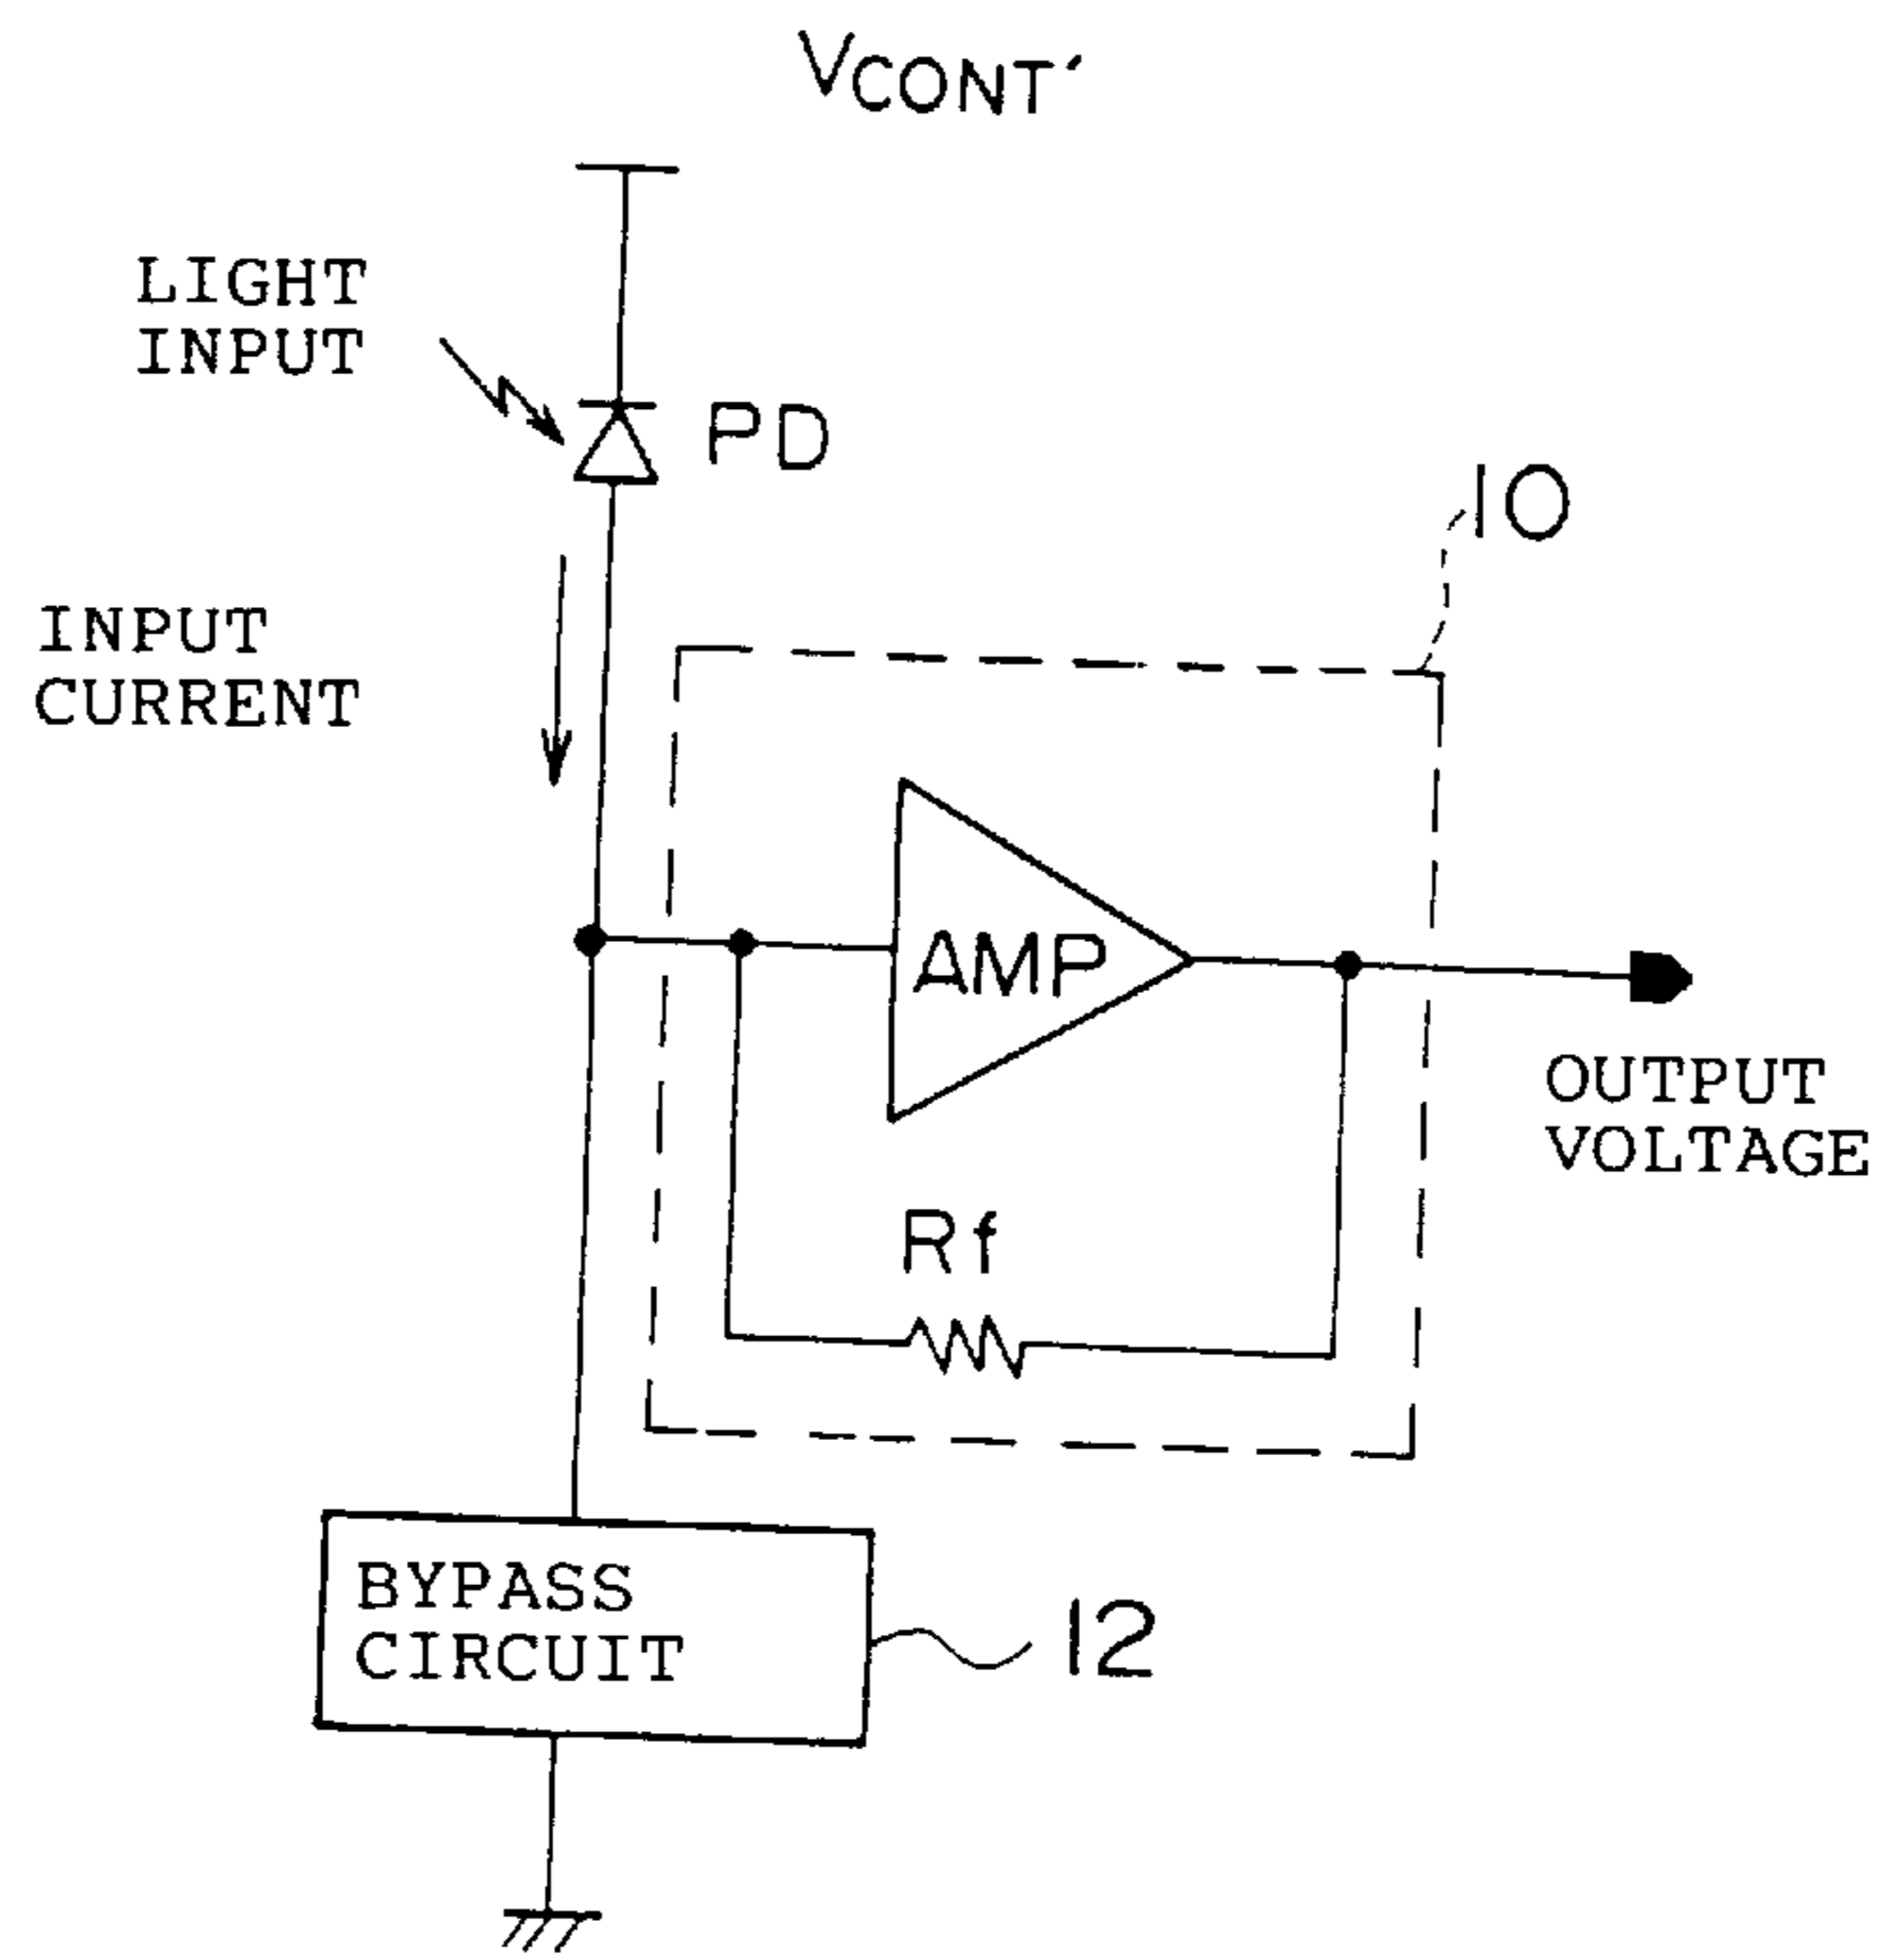 VCONT′
LIGHT
INPUT
PD
10
INPUT
CURRENT
AMP
OUTPUT
VOLTAGE
Rf
BYPASS
CIRCUIT
12